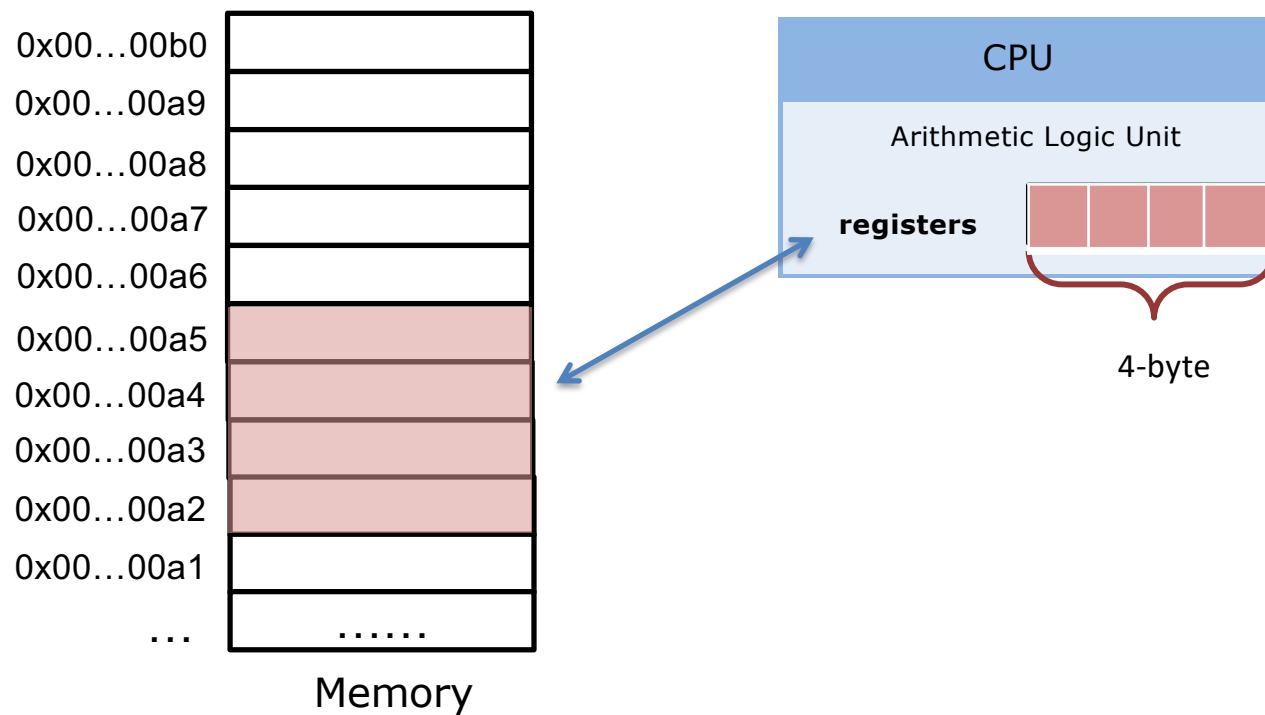 0x00…00b0
0x00…00a9
0x00…00a8
0x00…00a7
0x00…00a6
0x00…00a5
0x00…00a4
0x00…00a3
0x00…00a2
0x00…00a1
… ......
Memory
CPU
Arithmetic Logic Unit
registers
4-byte